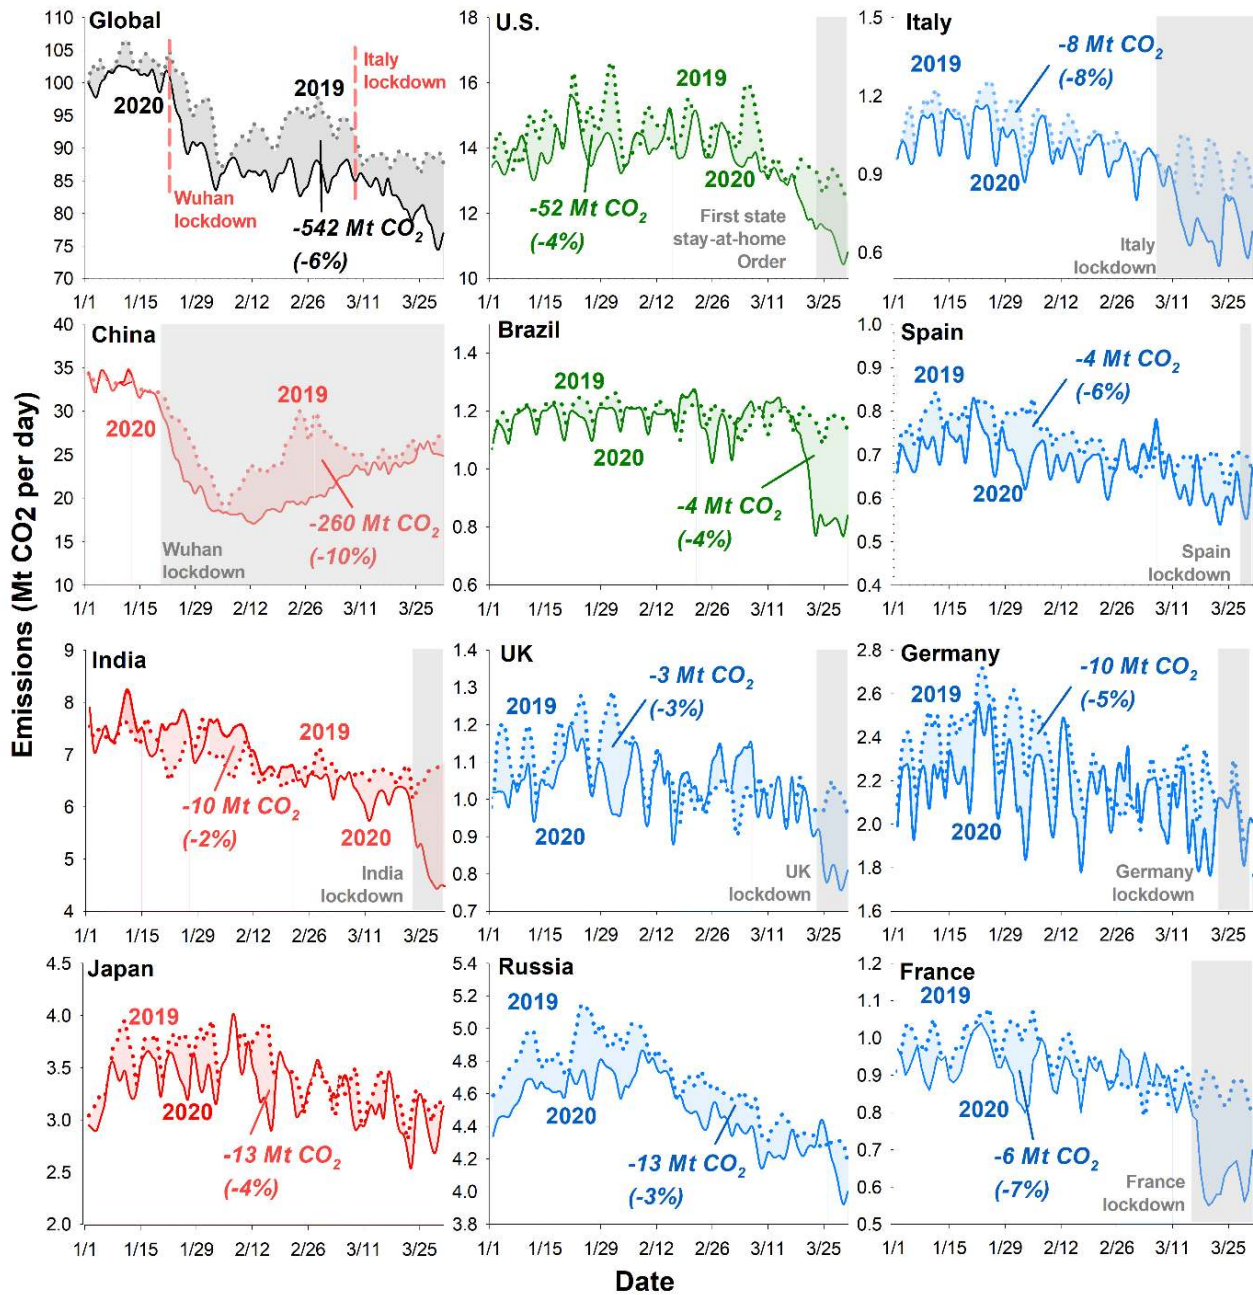 Emissions (Mt CO2 per day)
Global
110
105
100
95
90
85
80
75
70
2020
2019
Italy
lockdown
Wuhan
lockdown
-542 Mt CO2
(-6%)
1/1 1/15 1/29 2/12 2/26 3/11 3/25
U.S.
18
16
14
12
10
2019
2020
-52 Mt CO2
(-4%)
First state
stay-at-home
Order
1/1 1/15 1/29 2/12 2/26 3/11 3/25
Italy
1.5
1.2
0.9
0.6
2019
-8 Mt CO2
(-8%)
2020
Italy
lockdown
1/1 1/15 1/29 2/12 2/26 3/11 3/25
China
40
35
30
25
20
15
10
2019
2020
-260 Mt CO2
(-10%)
Wuhan
lockdown
1/1 1/15 1/29 2/12 2/26 3/11 3/25
Brazil
1.4
1.2
1.0
0.8
0.6
2019
2020
-4 Mt CO2
(-4%)
1/1 1/15 1/29 2/12 2/26 3/11 3/25
Spain
1.0
0.9
0.8
0.7
0.6
0.5
0.4
2019
-4 Mt CO2
(-6%)
2020
Spain
lockdown
1/1 1/15 1/29 2/12 2/26 3/11 3/25
India
9
8
7
6
5
4
2019
-10 Mt CO2
(-2%)
2020
India
lockdown
1/1 1/15 1/29 2/12 2/26 3/11 3/25
UK
1.4
1.3
1.2
1.1
1.0
0.9
0.8
0.7
2019
-3 Mt CO2
(-3%)
2020
UK
lockdown
1/1 1/15 1/29 2/12 2/26 3/11 3/25
Germany
2.8
2.6
2.4
2.2
2.0
1.8
1.6
2019
-10 Mt CO2
(-5%)
2020
Germany
lockdown
1/1 1/15 1/29 2/12 2/26 3/11 3/25
Japan
4.5
4.0
3.5
3.0
2.5
2.0
2019
2020
-13 Mt CO2
(-4%)
1/1 1/15 1/29 2/12 2/26 3/11 3/25
Russia
5.4
5.2
5.0
4.8
4.6
4.4
4.2
4.0
3.8
2019
2020
-13 Mt CO2
(-3%)
1/1 1/15 1/29 2/12 2/26 3/11 3/25
France
1.2
1.1
1.0
0.9
0.8
0.7
0.6
0.5
2019
2020
-6 Mt CO2
(-7%)
France
lockdown
1/1 1/15 1/29 2/12 2/26 3/11 3/25
Date